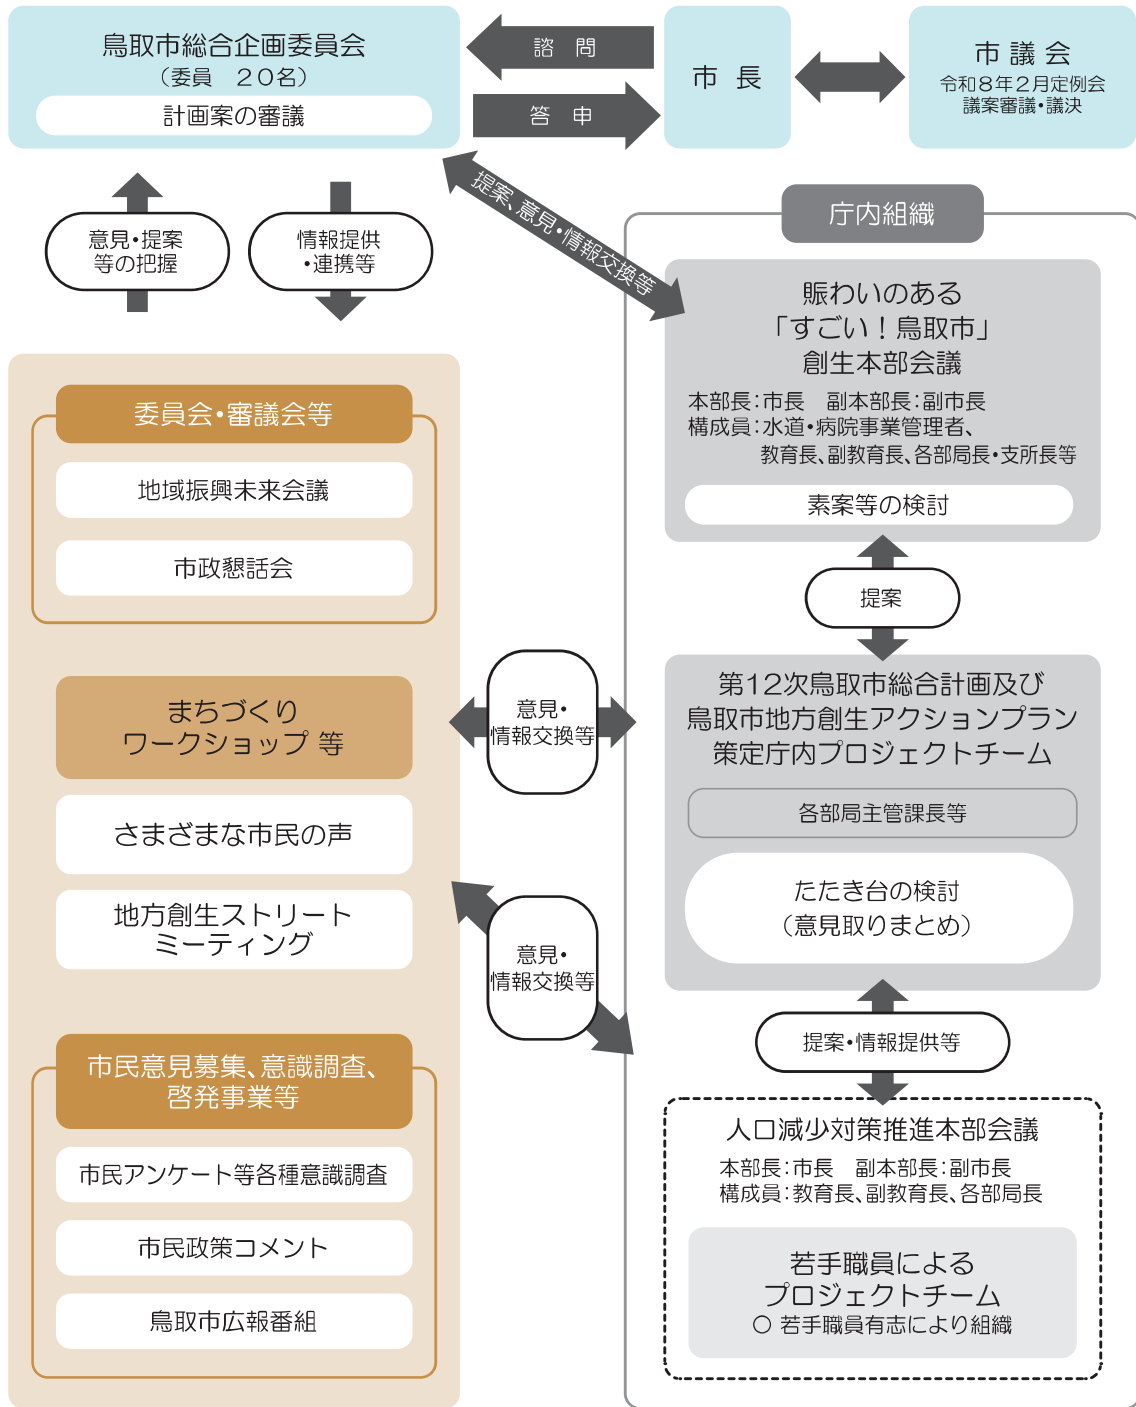 鳥取市総合企画委員会
（委員　２０名）
計画案の審議
諮　問
答　申
市　長
市 議 会
令和８年２月定例会
議案審議・議決
提案、意見・情報交換等
意見・提案
等の把握
情報提供
・連携等
委員会・審議会等
地域振興未来会議
市政懇話会
まちづくり
ワークショップ 等
さまざまな市民の声
地方創生ストリート
ミーティング
市民意見募集、意識調査、
啓発事業等
市民アンケート等各種意識調査
市民政策コメント
鳥取市広報番組
意見・
情報交換等
意見・
情報交換等
庁内組織
賑わいのある
「すごい！鳥取市」
創生本部会議
本部長：市長　副本部長：副市長
構成員：水道・病院事業管理者、
教育長、副教育長、各部局長・支所長等
素案等の検討
提案
第12次鳥取市総合計画及び
鳥取市地方創生アクションプラン
策定庁内プロジェクトチーム
各部局主管課長等
たたき台の検討
（意見取りまとめ）
提案・情報提供等
人口減少対策推進本部会議
本部長：市長　副本部長：副市長
構成員：教育長、副教育長、各部局長
若手職員による
プロジェクトチーム
○ 若手職員有志により組織